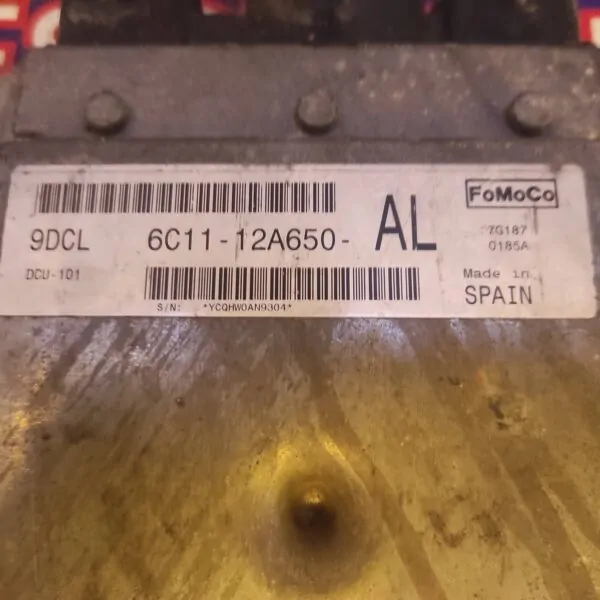 FoMoCo
9DCL 6C11-12A650- AL
7G187
0185A
DCU-101
Made in
SPAIN
S/N: *YCQHW0AN9304*